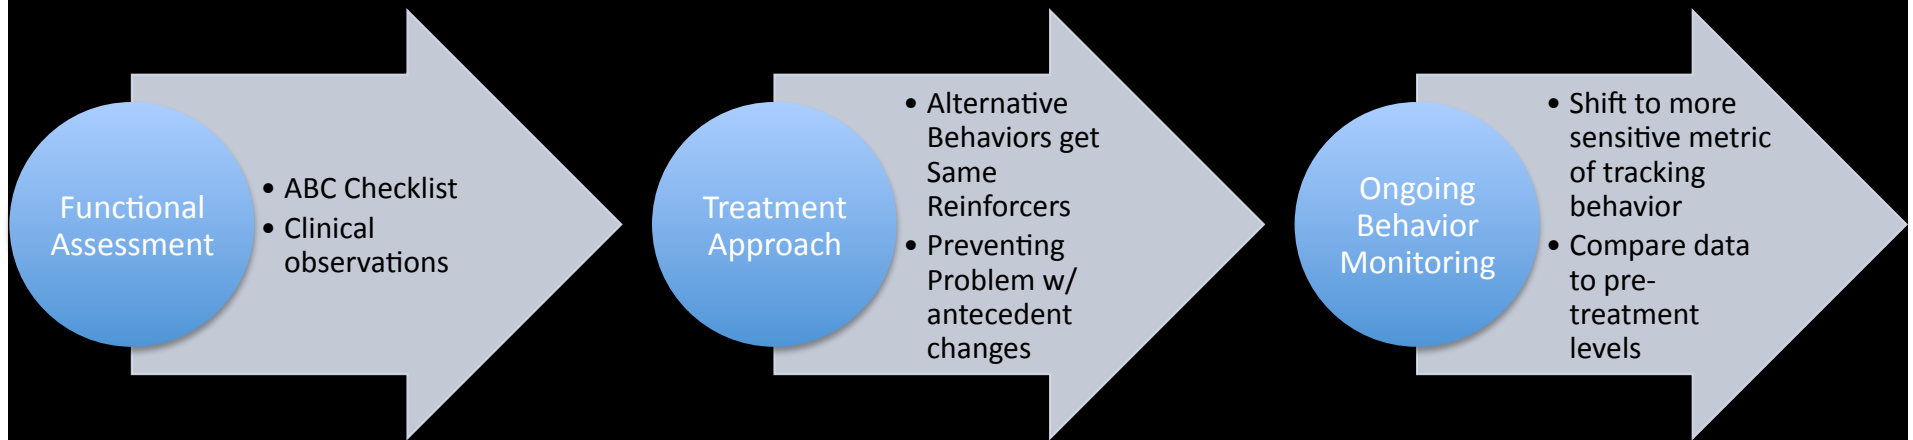 Functional
Assessment
• ABC Checklist
• Clinical
observations
Treatment
Approach
• Alternative
Behaviors get
Same
Reinforcers
• Preventing
Problem w/
antecedent
changes
Ongoing
Behavior
Monitoring
• Shift to more
sensitive metric
of tracking
behavior
• Compare data
to pre-
treatment
levels